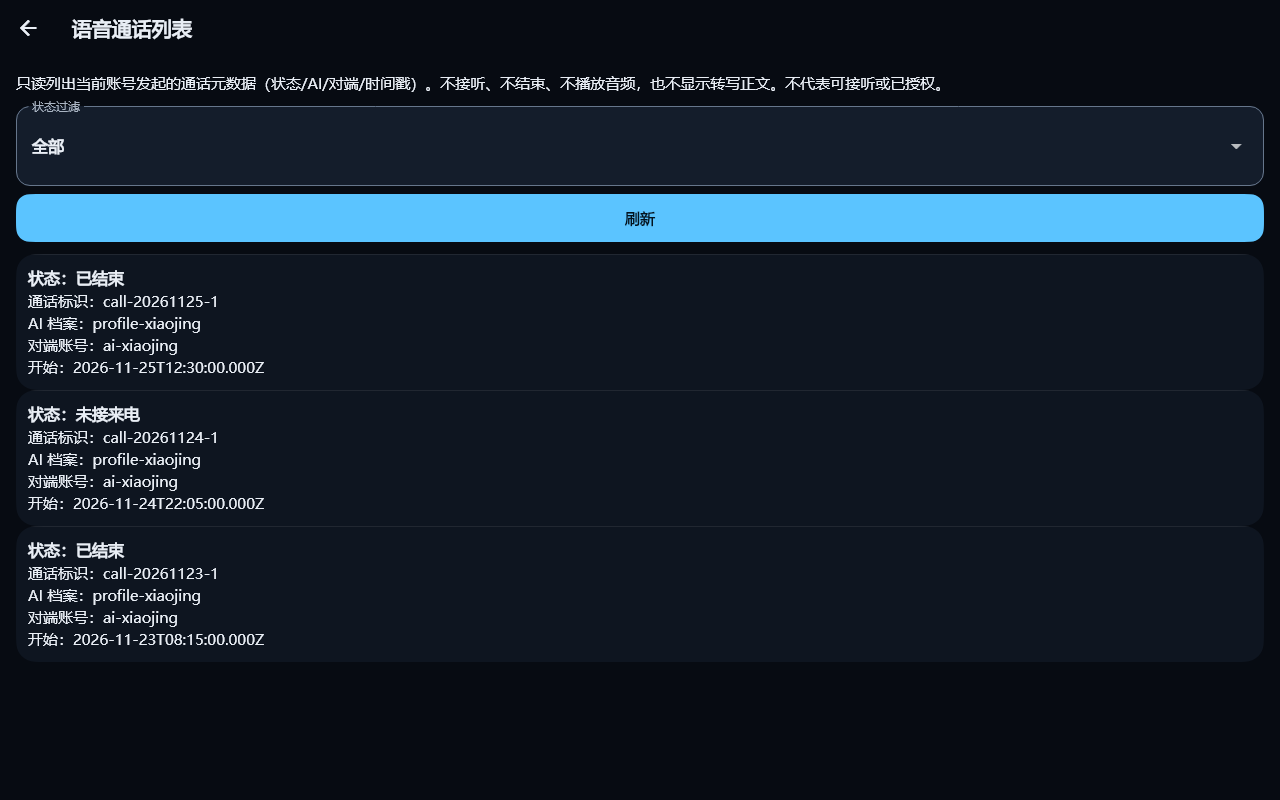 语音通话列表
只读列出当前账号发起的通话元数据（状态/AI/对端/时间戳）。不接听、不结束、不播放音频，也不显示转写正文。不代表可接听或已授权。
状态过滤
全部
刷新
状态：已结束
通话标识：call-20261125-1
AI 档案：profile-xiaojing
对端账号：ai-xiaojing
开始：2026-11-25T12:30:00.000Z
状态：未接来电
通话标识：call-20261124-1
AI 档案：profile-xiaojing
对端账号：ai-xiaojing
开始：2026-11-24T22:05:00.000Z
状态：已结束
通话标识：call-20261123-1
AI 档案：profile-xiaojing
对端账号：ai-xiaojing
开始：2026-11-23T08:15:00.000Z